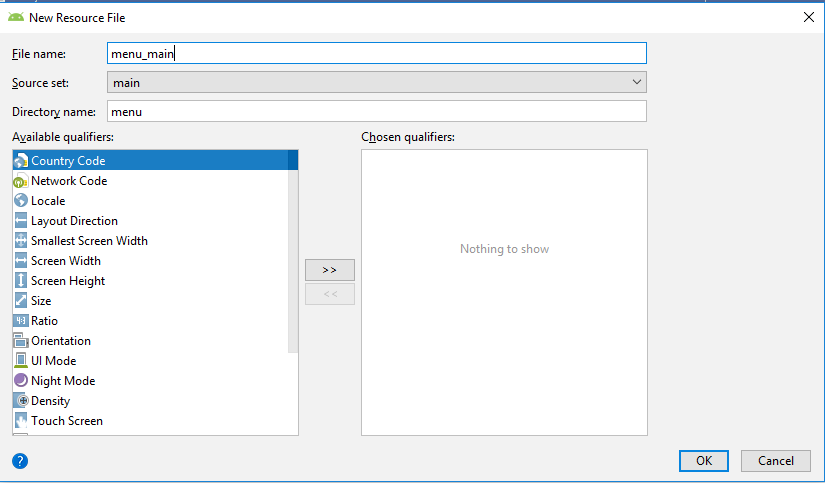 New Resource File
File name: menu_main
Source set: main
Directory name: menu
Available qualifiers: Chosen qualifiers:
Country Code
Network Code
Locale
Layout Direction
Smallest Screen Width
Nothing to show
Screen Width
>>
Screen Height
<<
Size
Ratio
4:3
Orientation
UI Mode
Night Mode
Density
Touch Screen
? OK Cancel